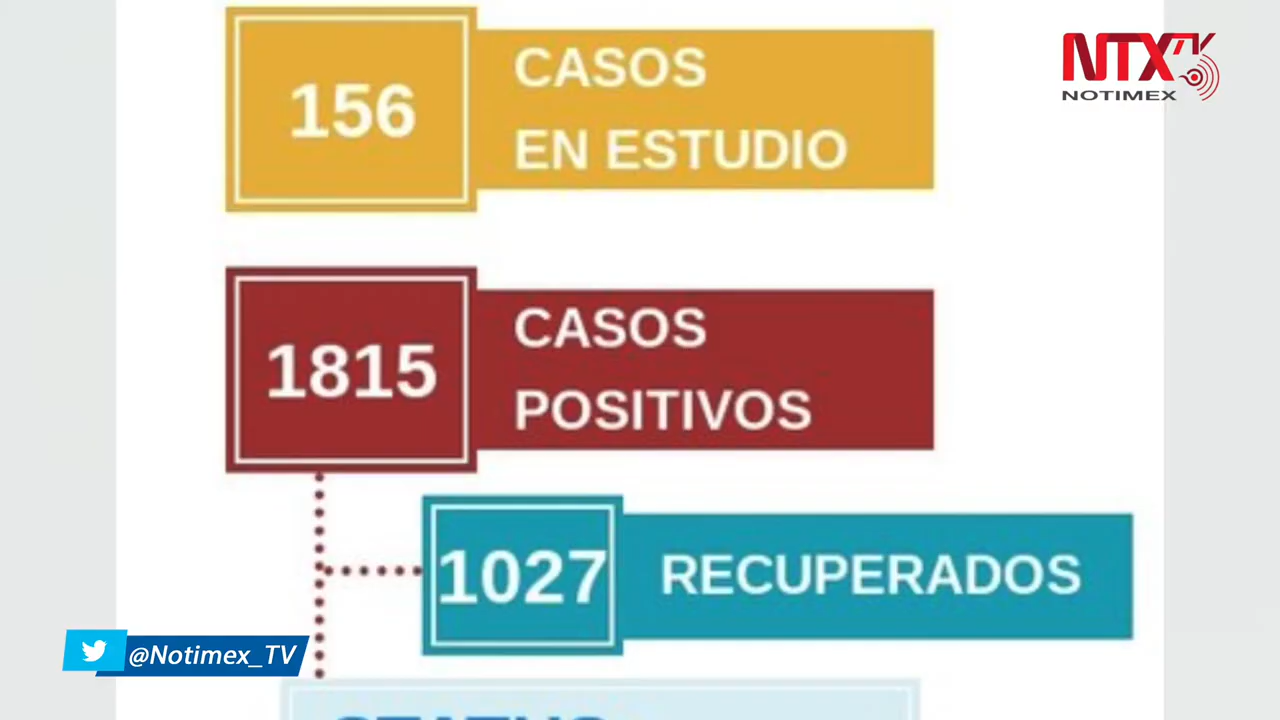 156
CASOS
EN ESTUDIO
NTX TV
NOTIMEX
1815
CASOS
POSITIVOS
1027
RECUPERADOS
@Notimex_TV